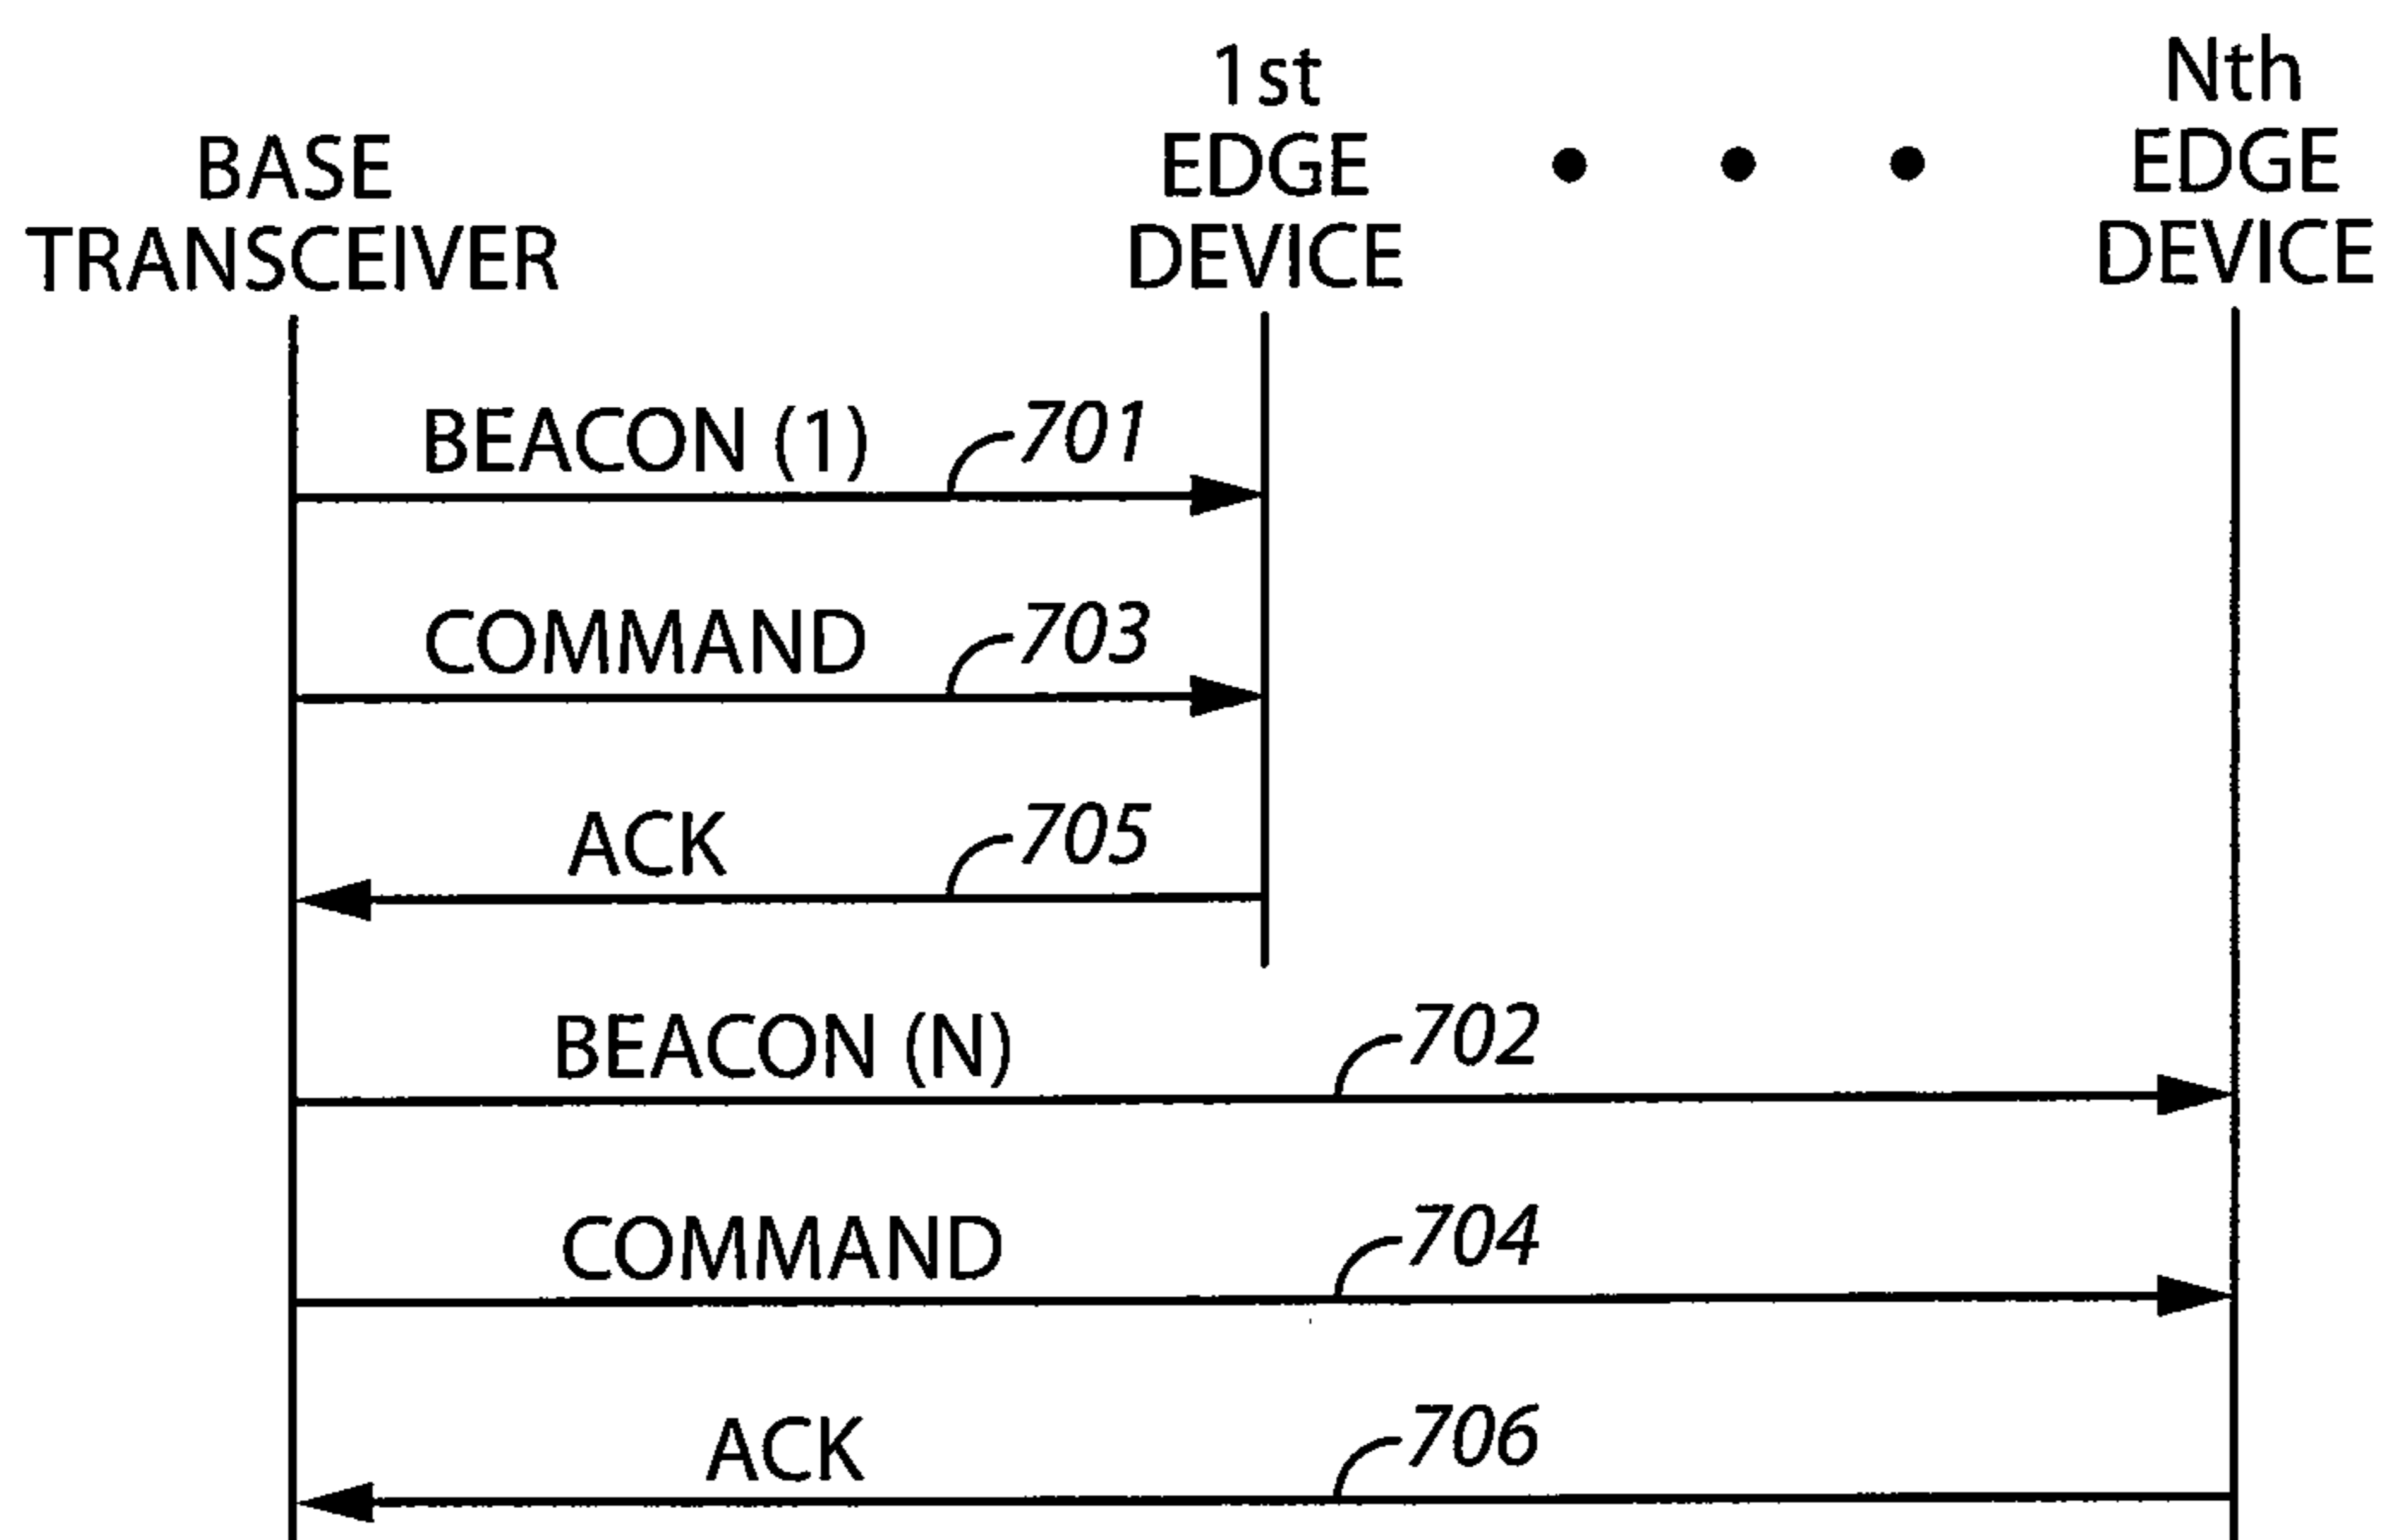 BASE
TRANSCEIVER
1st
EDGE
DEVICE
Nth
EDGE
DEVICE
BEACON (1)
701
COMMAND
703
ACK
705
BEACON (N)
702
COMMAND
704
ACK
706